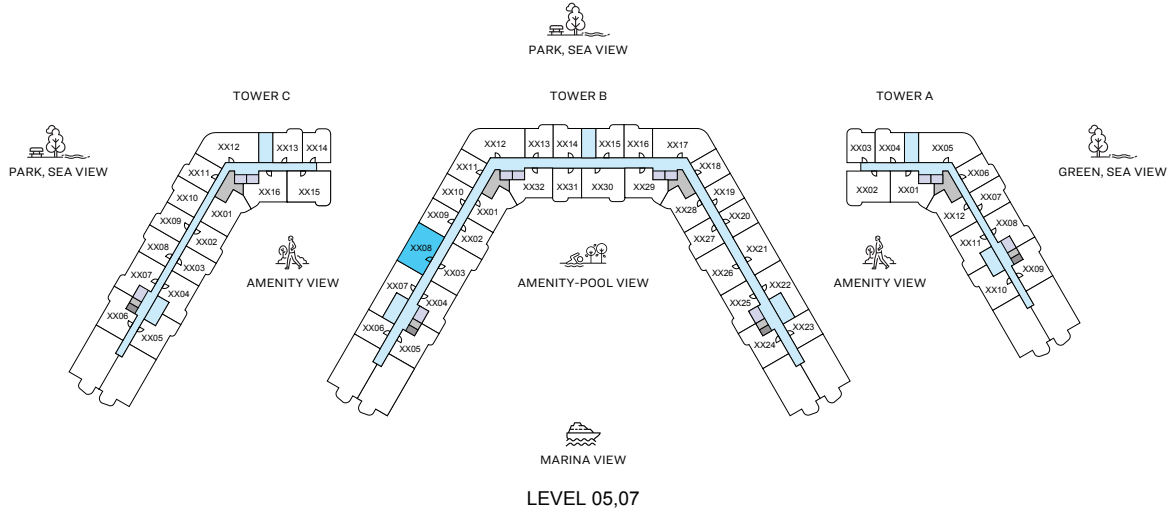 PARK, SEA VIEW
TOWER C
TOWER B
TOWER A
PARK, SEA VIEW
GREEN, SEA VIEW
XX12
XX13
XX14
XX11
XX10
XX09
XX08
XX07
XX06
XX05
XX04
XX03
XX02
XX01
XX16
XX15
AMENITY VIEW
XX12
XX13
XX14
XX15
XX16
XX17
XX11
XX10
XX09
XX08
XX07
XX06
XX05
XX04
XX03
XX02
XX01
XX32
XX31
XX30
XX29
XX28
XX27
XX26
XX25
XX24
XX18
XX19
XX20
XX21
XX22
XX23
AMENITY-POOL VIEW
AMENITY VIEW
XX03
XX04
XX05
XX02
XX01
XX06
XX07
XX08
XX09
XX12
XX11
XX10
MARINA VIEW
LEVEL 05,07